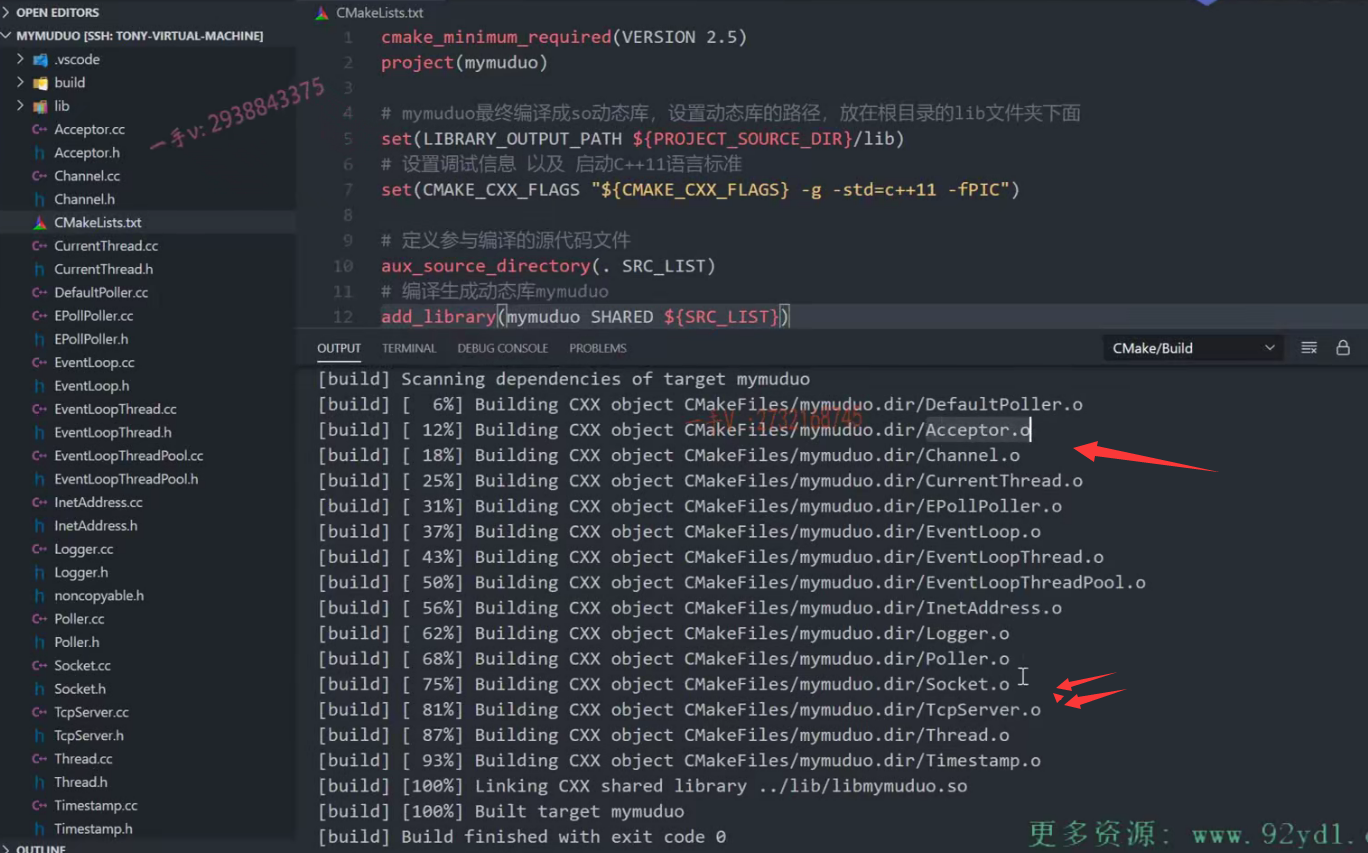 OPEN EDITORS
MYMUDUO [SSH: TONY-VIRTUAL-MACHINE]
.vscode
build
lib
Acceptor.cc
Acceptor.h
Channel.cc
Channel.h
CMakeLists.txt
CurrentThread.cc
CurrentThread.h
DefaultPoller.cc
EPollPoller.cc
EPollPoller.h
EventLoop.cc
EventLoop.h
EventLoopThread.cc
EventLoopThread.h
EventLoopThreadPool.cc
EventLoopThreadPool.h
InetAddress.cc
InetAddress.h
Logger.cc
Logger.h
noncopyable.h
Poller.cc
Poller.h
Socket.cc
Socket.h
TcpServer.cc
TcpServer.h
Thread.cc
Thread.h
Timestamp.cc
Timestamp.h
OUTLINE
一手v: 2938843375
CMakeLists.txt
1 cmake_minimum_required(VERSION 2.5)
2 project(mymuduo)
3
4 # mymuduo最终编译成so动态库，设置动态库的路径，放在根目录的lib文件夹下面
5 set(LIBRARY_OUTPUT_PATH ${PROJECT_SOURCE_DIR}/lib)
6 # 设置调试信息 以及 启动C++11语言标准
7 set(CMAKE_CXX_FLAGS "${CMAKE_CXX_FLAGS} -g -std=c++11 -fPIC")
8
9 # 定义参与编译的源代码文件
10 aux_source_directory(. SRC_LIST)
11 # 编译生成动态库mymuduo
12 add_library(mymuduo SHARED ${SRC_LIST})
OUTPUT TERMINAL DEBUG CONSOLE PROBLEMS CMake/Build
[build] Scanning dependencies of target mymuduo
[build] [  6%] Building CXX object CMakeFiles/mymuduo.dir/DefaultPoller.o
一手V :2732168745
[build] [ 12%] Building CXX object CMakeFiles/mymuduo.dir/Acceptor.o
[build] [ 18%] Building CXX object CMakeFiles/mymuduo.dir/Channel.o
[build] [ 25%] Building CXX object CMakeFiles/mymuduo.dir/CurrentThread.o
[build] [ 31%] Building CXX object CMakeFiles/mymuduo.dir/EPollPoller.o
[build] [ 37%] Building CXX object CMakeFiles/mymuduo.dir/EventLoop.o
[build] [ 43%] Building CXX object CMakeFiles/mymuduo.dir/EventLoopThread.o
[build] [ 50%] Building CXX object CMakeFiles/mymuduo.dir/EventLoopThreadPool.o
[build] [ 56%] Building CXX object CMakeFiles/mymuduo.dir/InetAddress.o
[build] [ 62%] Building CXX object CMakeFiles/mymuduo.dir/Logger.o
[build] [ 68%] Building CXX object CMakeFiles/mymuduo.dir/Poller.o
[build] [ 75%] Building CXX object CMakeFiles/mymuduo.dir/Socket.o
[build] [ 81%] Building CXX object CMakeFiles/mymuduo.dir/TcpServer.o
[build] [ 87%] Building CXX object CMakeFiles/mymuduo.dir/Thread.o
[build] [ 93%] Building CXX object CMakeFiles/mymuduo.dir/Timestamp.o
[build] [100%] Linking CXX shared library ../lib/libmymuduo.so
[build] [100%] Built target mymuduo
[build] Build finished with exit code 0
更多资源: www.92yd1.